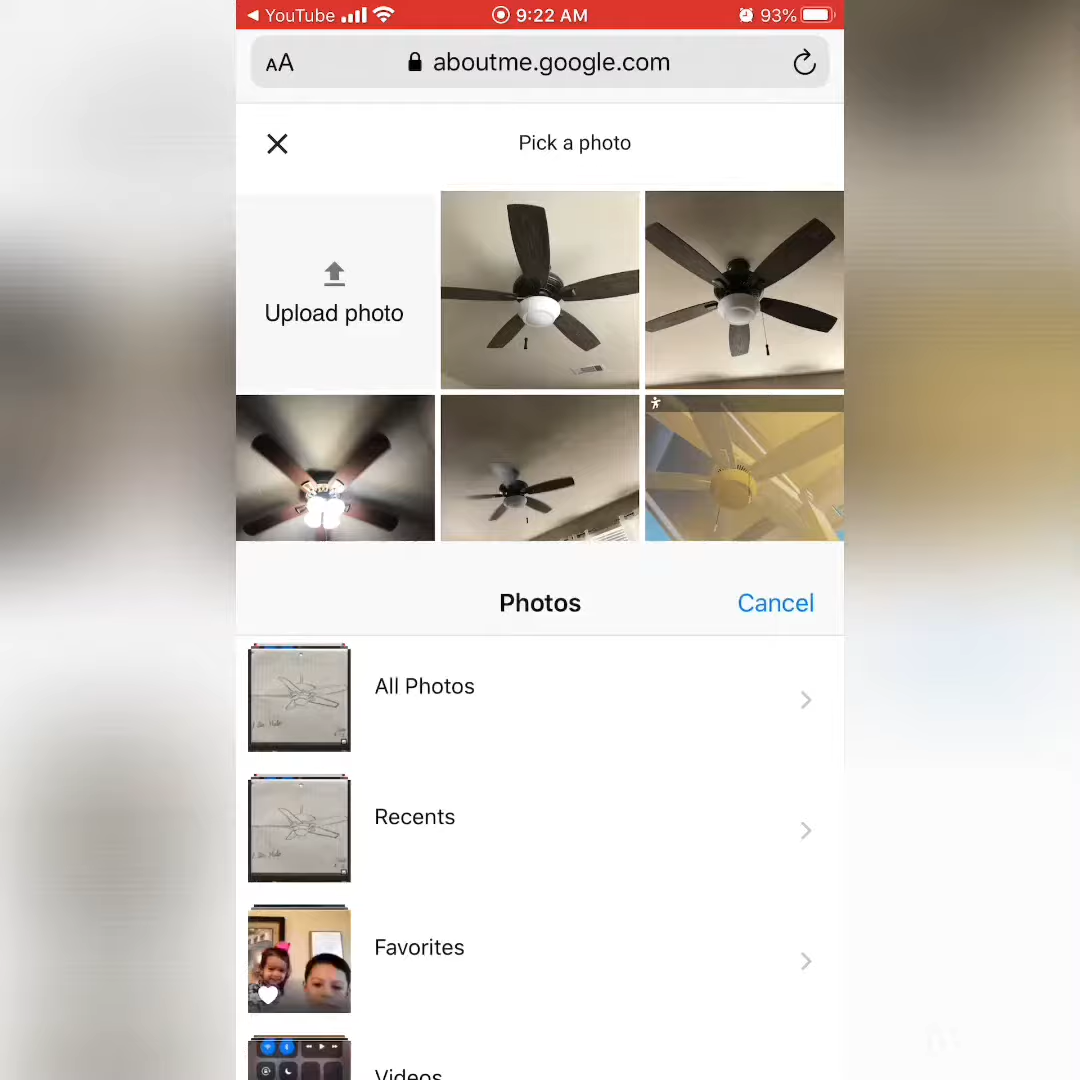 YouTube 9:22 AM 93%
AA aboutme.google.com
Pick a photo
Upload photo
Photos
Cancel
All Photos
Recents
Favorites
Videos